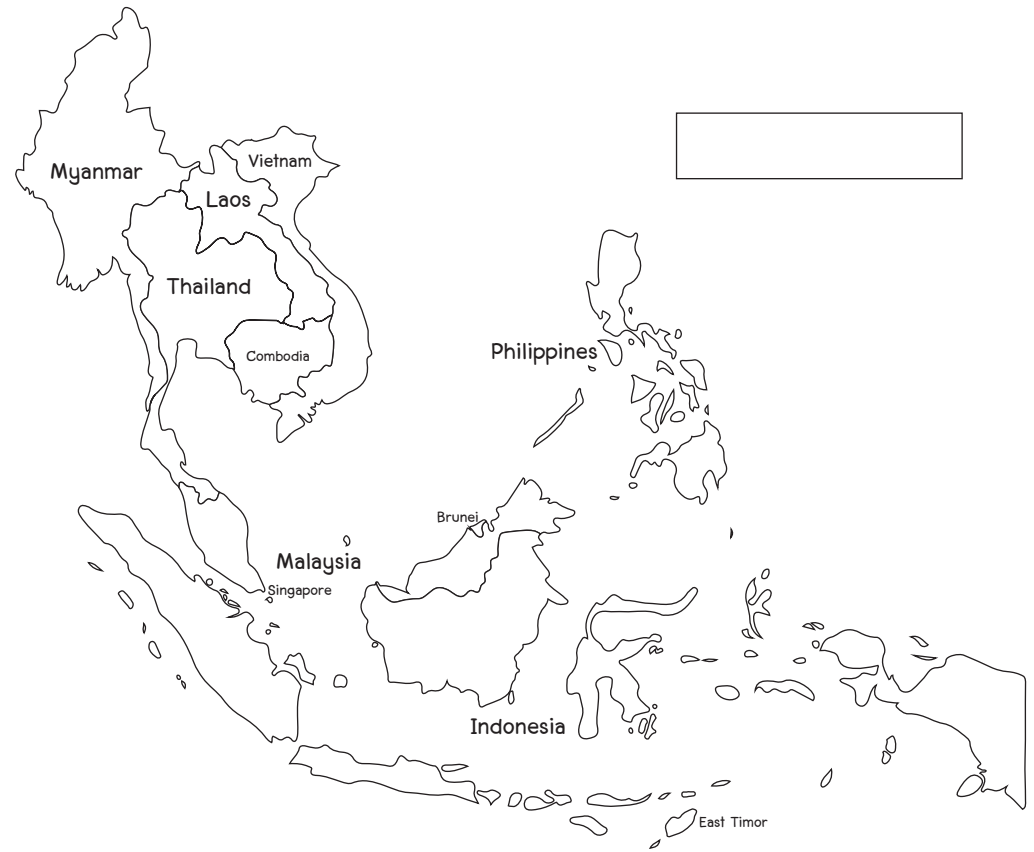 Vietnam
Myanmar
Laos
Thailand
Philippines
Combodia
Brunei
Malaysia
Singapore
Indonesia
East Timor